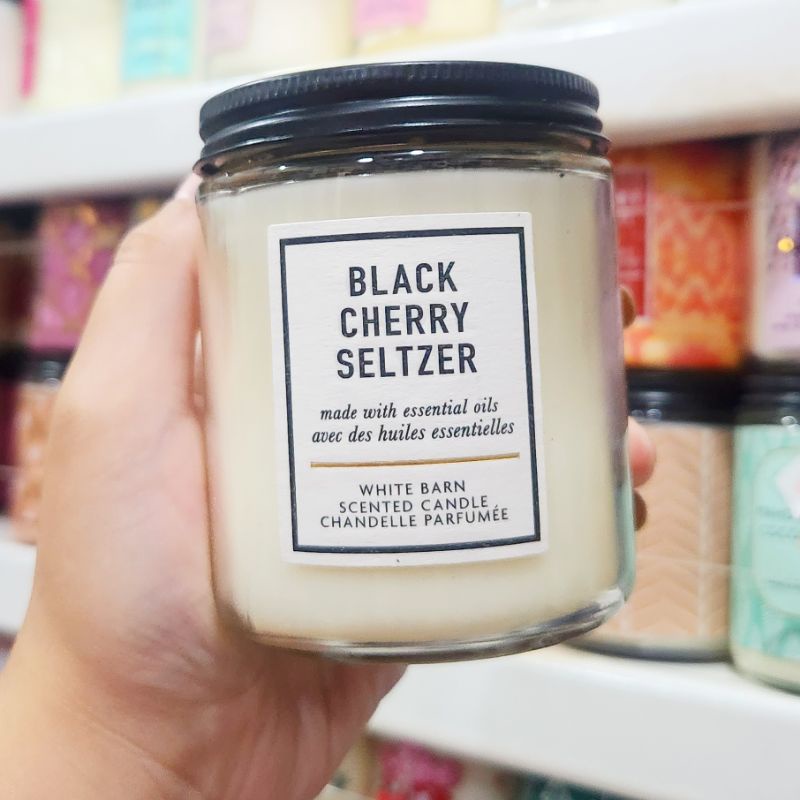 BLACK
CHERRY
SELTZER
made with essential oils
avec des huiles essentielles
WHITE BARN
SCENTED CANDLE
CHANDELLE PARFUMÉE